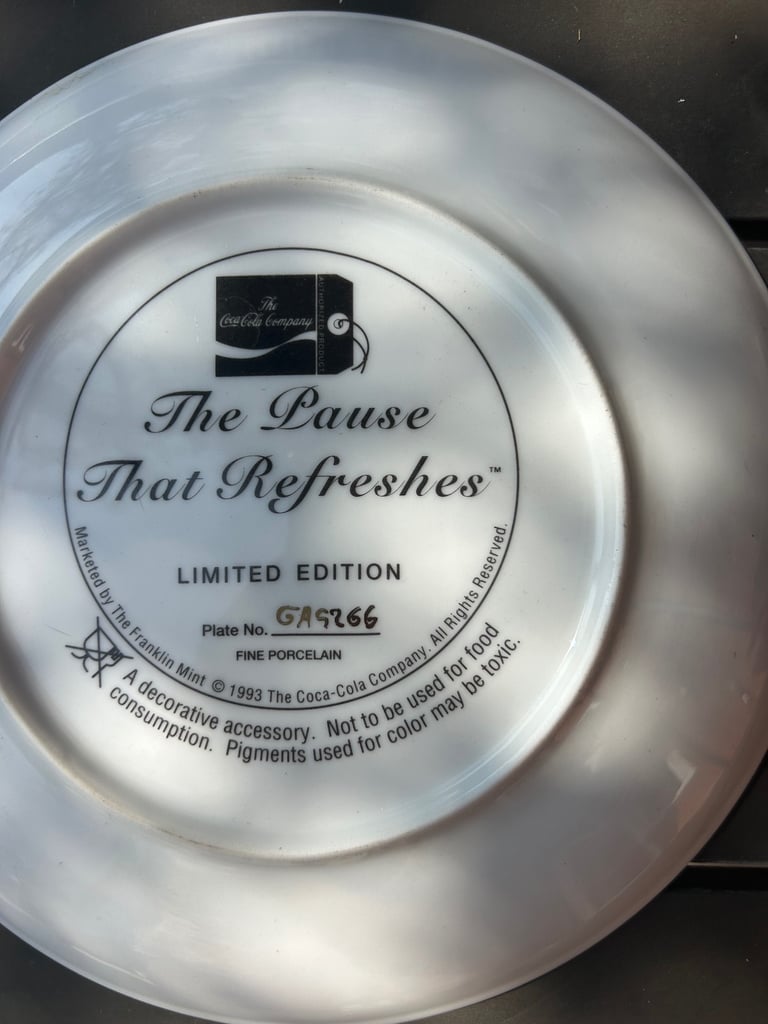 The
Coca-Cola Company
AUTHORIZED PRODUCT
The Pause
That Refreshes™
LIMITED EDITION
Plate No. GA9266
FINE PORCELAIN
Marketed by The Franklin Mint © 1993 The Coca-Cola Company. All Rights Reserved.
A decorative accessory. Not to be used for food
consumption. Pigments used for color may be toxic.